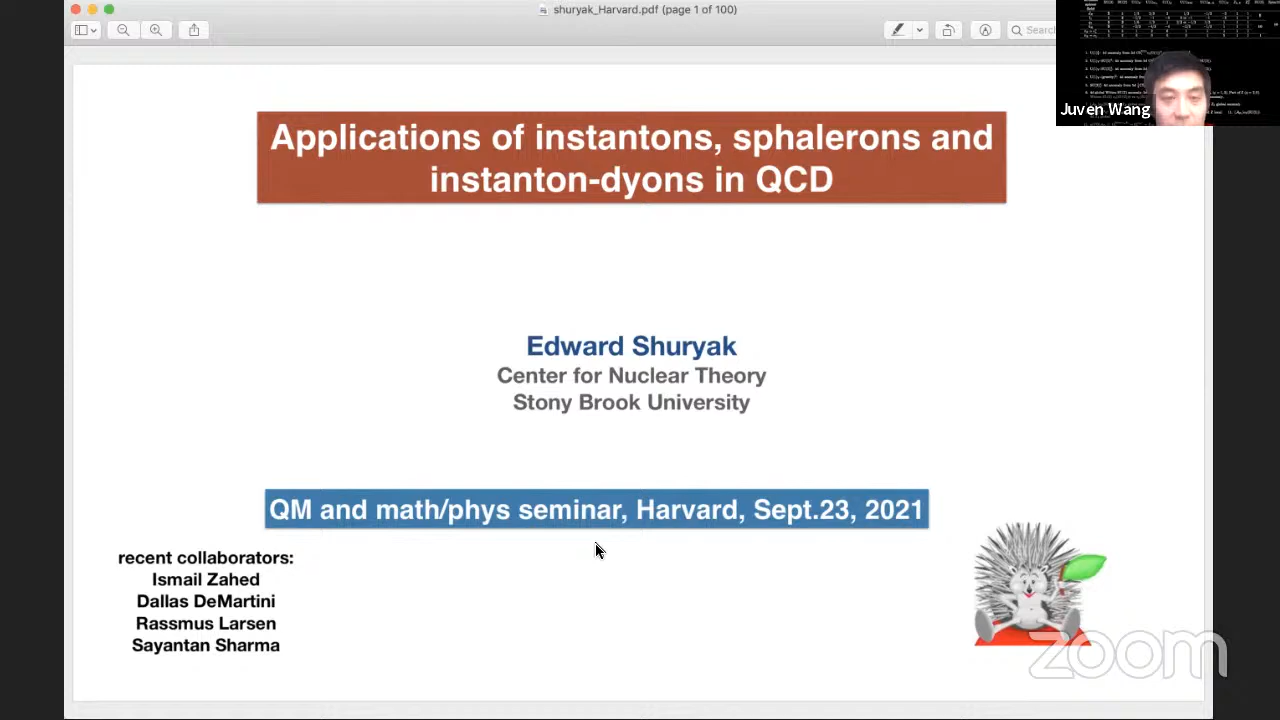 shuryak_Harvard.pdf (page 1 of 100)
Search
Juven Wang
Applications of instantons, sphalerons and
instanton-dyons in QCD
Edward Shuryak
Center for Nuclear Theory
Stony Brook University
QM and math/phys seminar, Harvard, Sept.23, 2021
recent collaborators:
Ismail Zahed
Dallas DeMartini
Rassmus Larsen
Sayantan Sharma
zoom